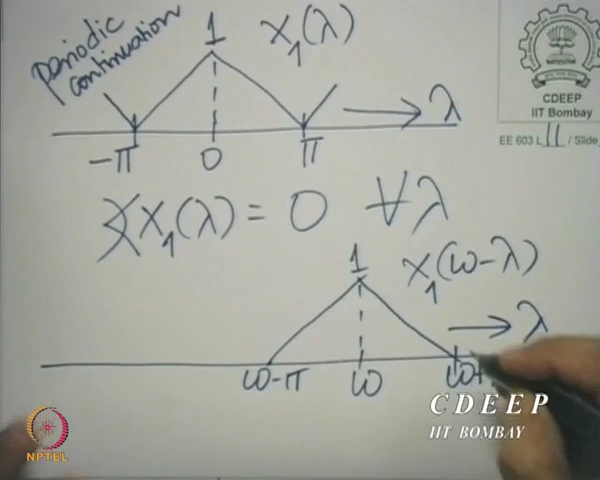 periodic
continuation
1
X₁(λ)
λ
-π 0 π
CDEEP
IIT Bombay
EE 603 L 11 / Slide
∢X₁(λ) = 0 ∀λ
1
X₁(ω-λ)
λ
ω-π ω ω+
CDEEP
IIT BOMBAY
NPTEL